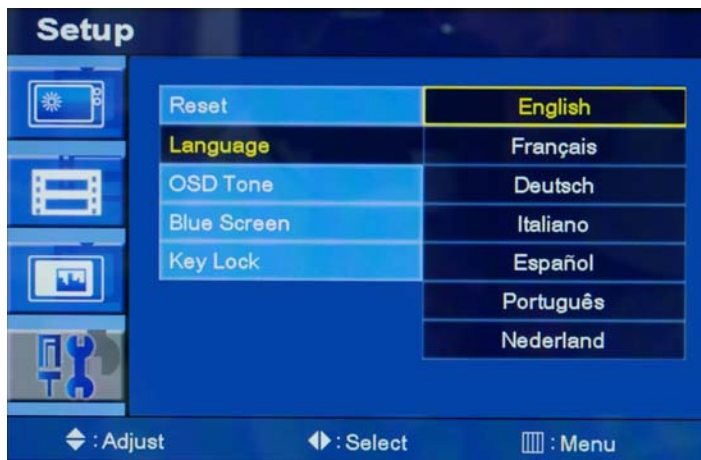 Setup
Reset
English
Language
Français
OSD Tone
Deutsch
Blue Screen
Italiano
Key Lock
Español
Português
Nederland
: Adjust
: Select
: Menu